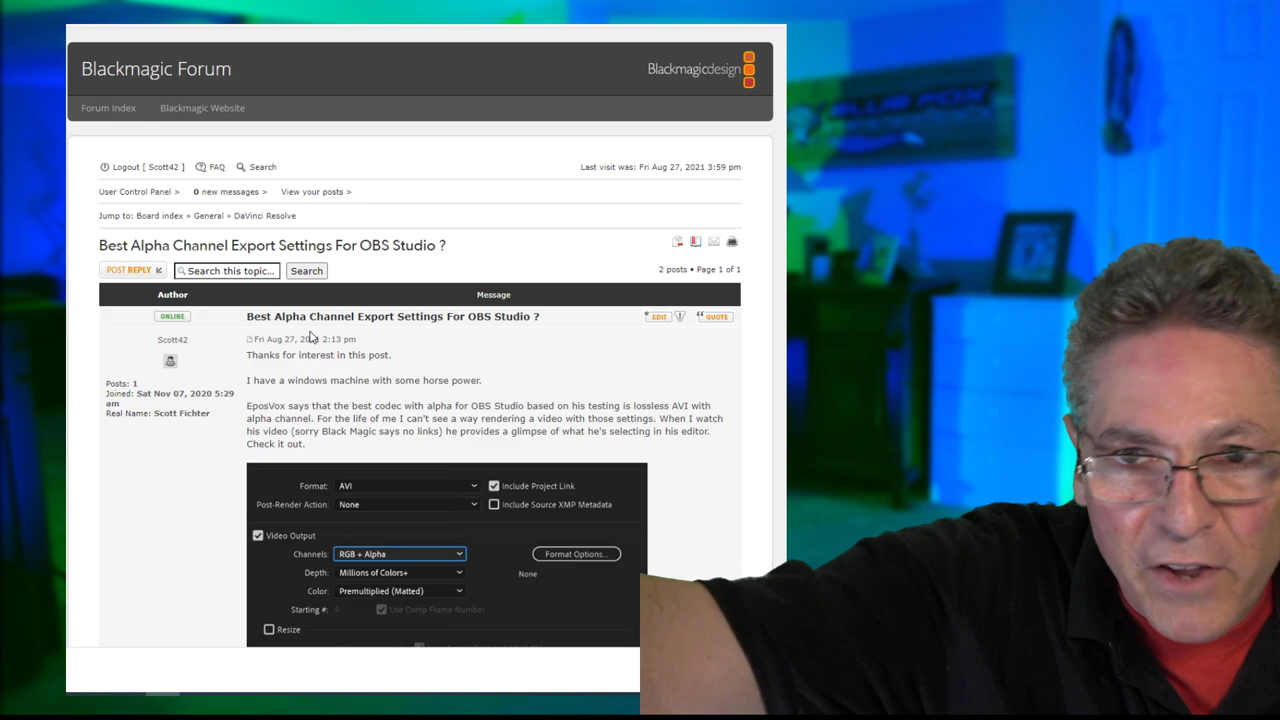 BLUE FOX
Blackmagic Forum
Blackmagicdesign
Forum Index Blackmagic Website
Logout [ Scott42 ] FAQ Search Last visit was: Fri Aug 27, 2021 3:59 pm
User Control Panel > 0 new messages > View your posts >
Jump to: Board index » General » DaVinci Resolve
Best Alpha Channel Export Settings For OBS Studio ?
POST REPLY Search this topic... Search 2 posts • Page 1 of 1
Author Message
ONLINE Best Alpha Channel Export Settings For OBS Studio ? EDIT QUOTE
Scott42 Fri Aug 27, 2021 2:13 pm
Thanks for interest in this post.
Posts: 1
Joined: Sat Nov 07, 2020 5:29
am
Real Name: Scott Fichter
I have a windows machine with some horse power.
EposVox says that the best codec with alpha for OBS Studio based on his testing is lossless AVI with
alpha channel. For the life of me I can't see a way rendering a video with those settings. When I watch
his video (sorry Black Magic says no links) he provides a glimpse of what he's selecting in his editor.
Check it out.
Format: AVI Include Project Link
Post-Render Action: None Include Source XMP Metadata
Video Output
Channels: RGB + Alpha Format Options...
Depth: Millions of Colors+ None
Color: Premultiplied (Matted)
Starting #: 0 Use Comp Frame Number
Resize